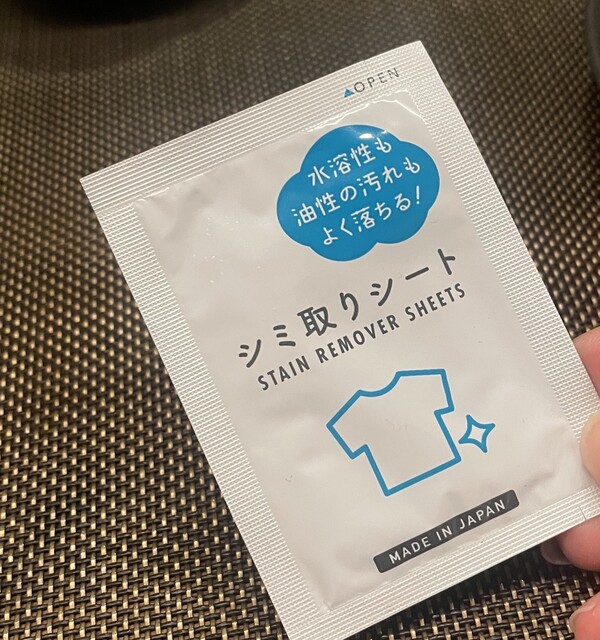 ▲OPEN
水溶性も
油性の汚れも
よく落ちる!
シミ取りシート
STAIN REMOVER SHEETS
MADE IN JAPAN